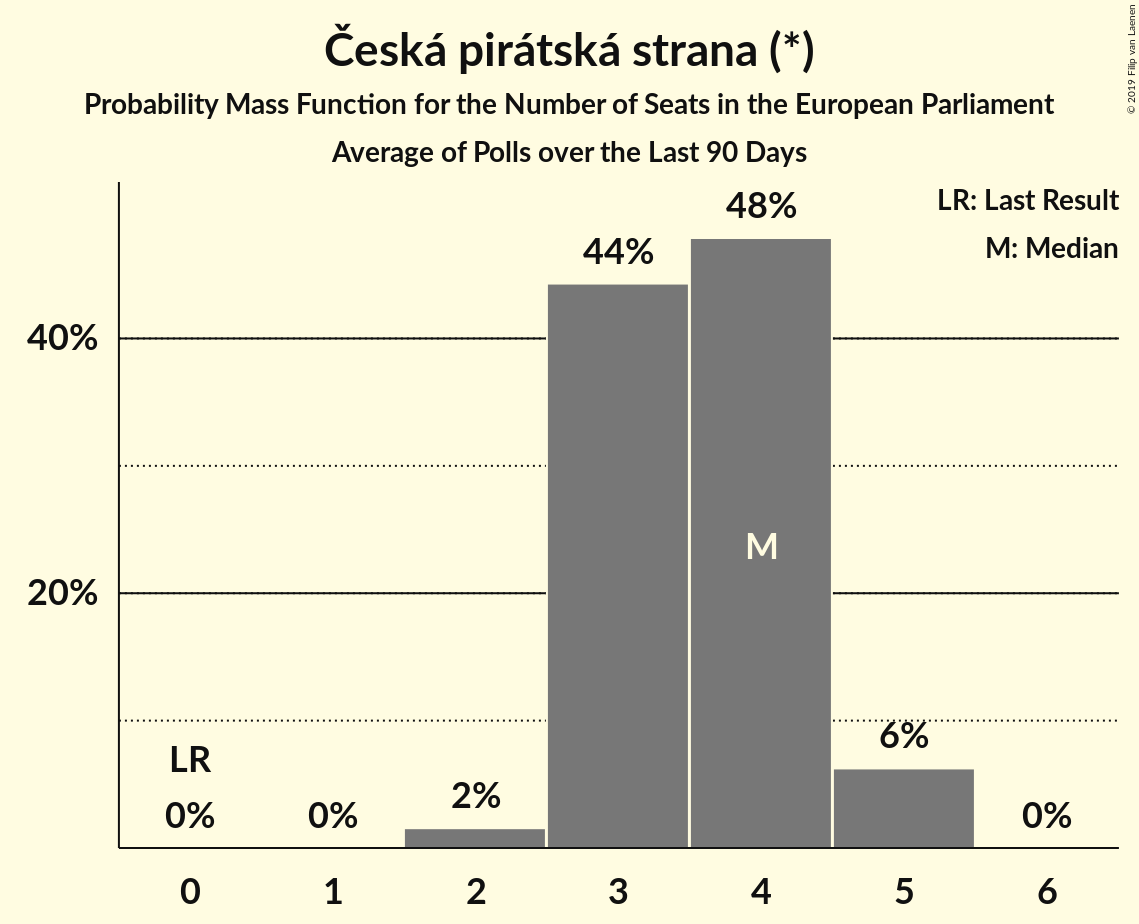 Česká pirátská strana (*)
Probability Mass Function for the Number of Seats in the European Parliament
Average of Polls over the Last 90 Days
© 2019 Filip van Laenen
LR: Last Result
M: Median
40%
20%
LR
0%
0%
2%
44%
48%
M
6%
0%
0
1
2
3
4
5
6